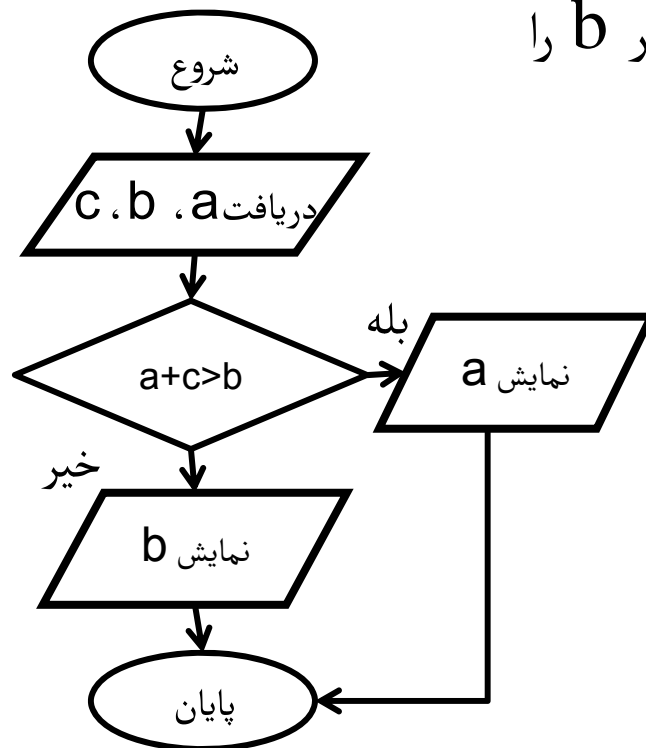 ر b را
شروع
دریافت a ، b ، c
a+c>b
بله
نمایش a
خیر
نمایش b
پایان